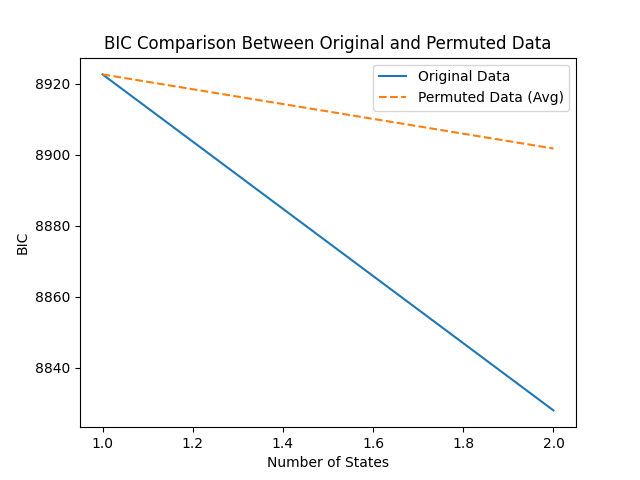 BIC Comparison Between Original and Permuted Data
Original Data
Permuted Data (Avg)
8920
8900
8880
8860
8840
BIC
1.0 1.2 1.4 1.6 1.8 2.0
Number of States